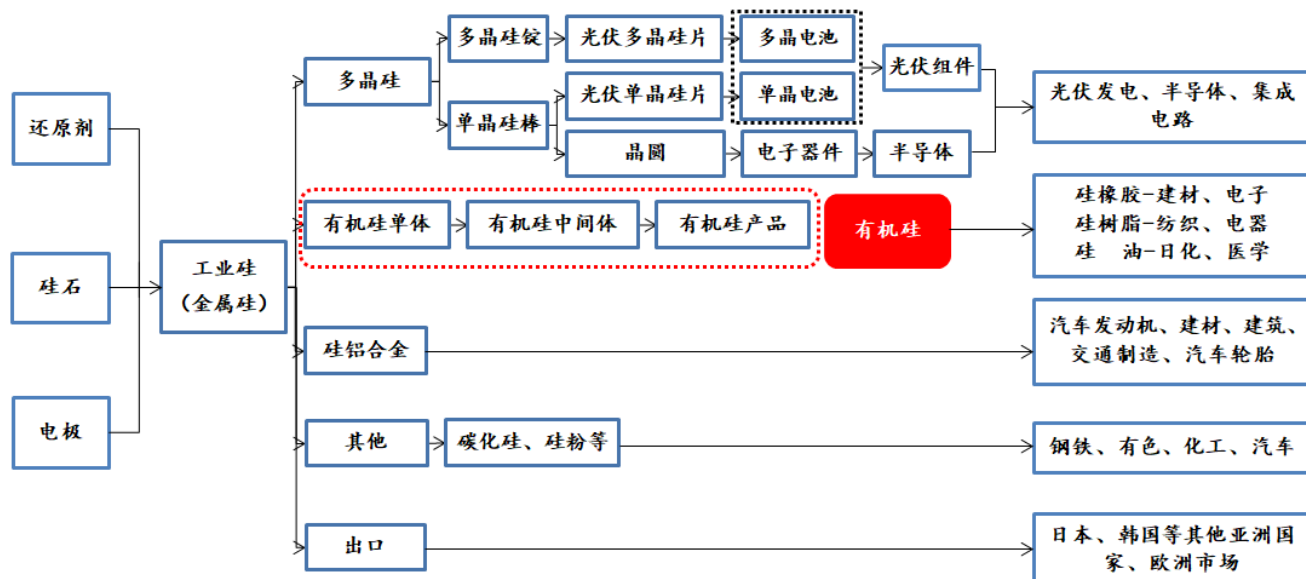 多晶硅锭
光伏多晶硅片
多晶电池
光伏组件
多晶硅
光伏单晶硅片
单晶电池
光伏发电、半导体、集成
电路
还原剂
单晶硅棒
晶圆
电子器件
半导体
有机硅单体
有机硅中间体
有机硅产品
有机硅
硅橡胶-建材、电子
硅树脂-纺织、电器
硅 油-日化、医学
硅石
工业硅
(金属硅)
硅铝合金
汽车发动机、建材、建筑、
交通制造、汽车轮胎
电极
其他
碳化硅、硅粉等
钢铁、有色、化工、汽车
出口
日本、韩国等其他亚洲国
家、欧洲市场